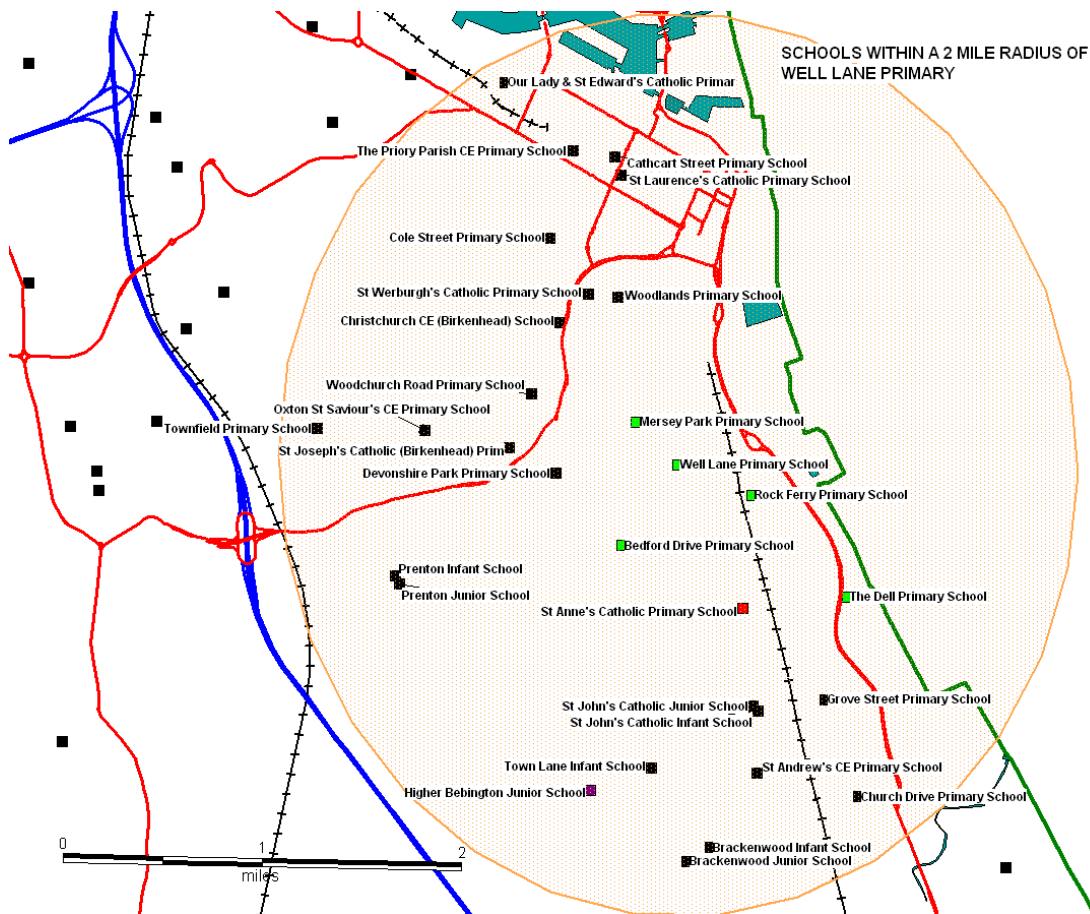 SCHOOLS WITHIN A 2 MILE RADIUS OF
WELL LANE PRIMARY
Our Lady & St Edward's Catholic Primar
The Priory Parish CE Primary School
Cathcart Street Primary School
St Laurence's Catholic Primary School
Cole Street Primary School
St Werburgh's Catholic Primary School
Woodlands Primary School
Christchurch CE (Birkenhead) School
Woodchurch Road Primary School
Oxton St Saviour's CE Primary School
Townfield Primary School
Mersey Park Primary School
St Joseph's Catholic (Birkenhead) Prim
Well Lane Primary School
Devonshire Park Primary School
Rock Ferry Primary School
Bedford Drive Primary School
Prenton Infant School
Prenton Junior School
The Dell Primary School
St Anne's Catholic Primary School
Grove Street Primary School
St John's Catholic Junior School
St John's Catholic Infant School
Town Lane Infant School
St Andrew's CE Primary School
Higher Bebington Junior School
Church Drive Primary School
Brackenwood Infant School
Brackenwood Junior School
0 1 2
miles